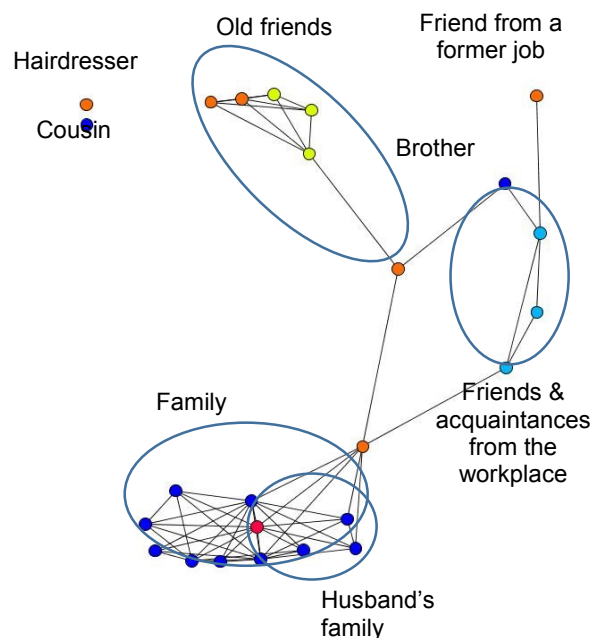 Old friends
Friend from a
former job
Hairdresser
Cousin
Brother
Family
Friends &
acquaintances
from the
workplace
Husband's
family